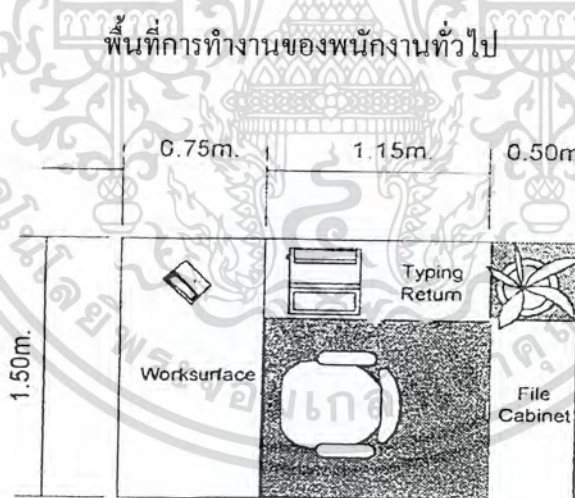 พื้นที่การทำงานของพนักงานทั่วไป
0.75m. 1.15m. 0.50m
Typing
Return
1.50m.
Worksurface
File
Cabinet